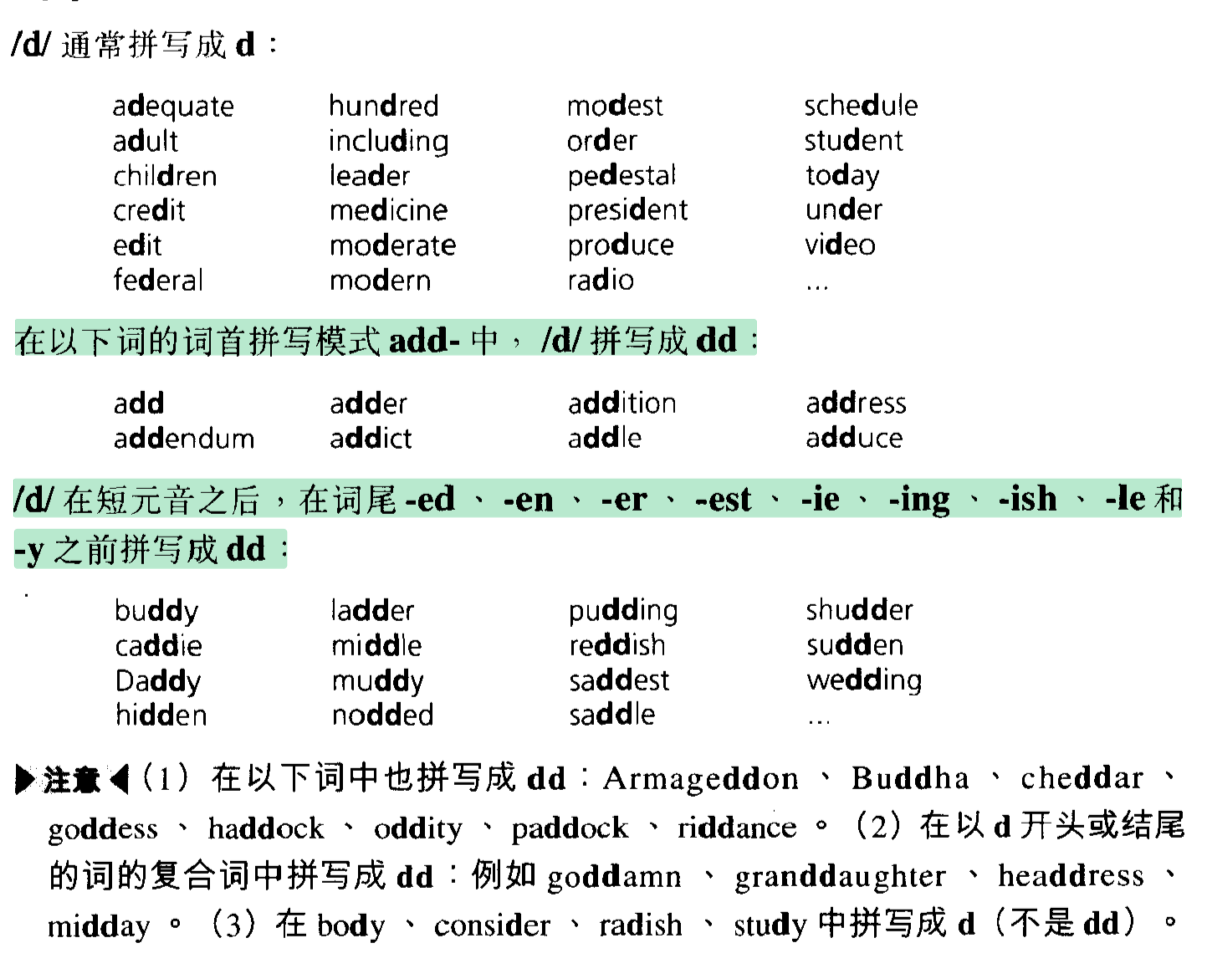 /d/ 通常拼写成 d：
adequate hundred modest schedule
adult including order student
children leader pedestal today
credit medicine president under
edit moderate produce video
federal modern radio ...
在以下词的词首拼写模式 add- 中，/d/ 拼写成 dd：
add adder addition address
addendum addict addle adduce
/d/ 在短元音之后，在词尾 -ed、-en、-er、-est、-ie、-ing、-ish、-le 和
-y 之前拼写成 dd：
buddy ladder pudding shudder
caddie middle reddish sudden
Daddy muddy saddest wedding
hidden nodded saddle ...
▶注意◀（1）在以下词中也拼写成 dd：Armageddon、Buddha、cheddar、
goddess、haddock、oddity、paddock、riddance。（2）在以 d 开头或结尾
的词的复合词中拼写成 dd：例如 goddamn、granddaughter、headdress、
midday。（3）在 body、consider、radish、study 中拼写成 d（不是 dd）。